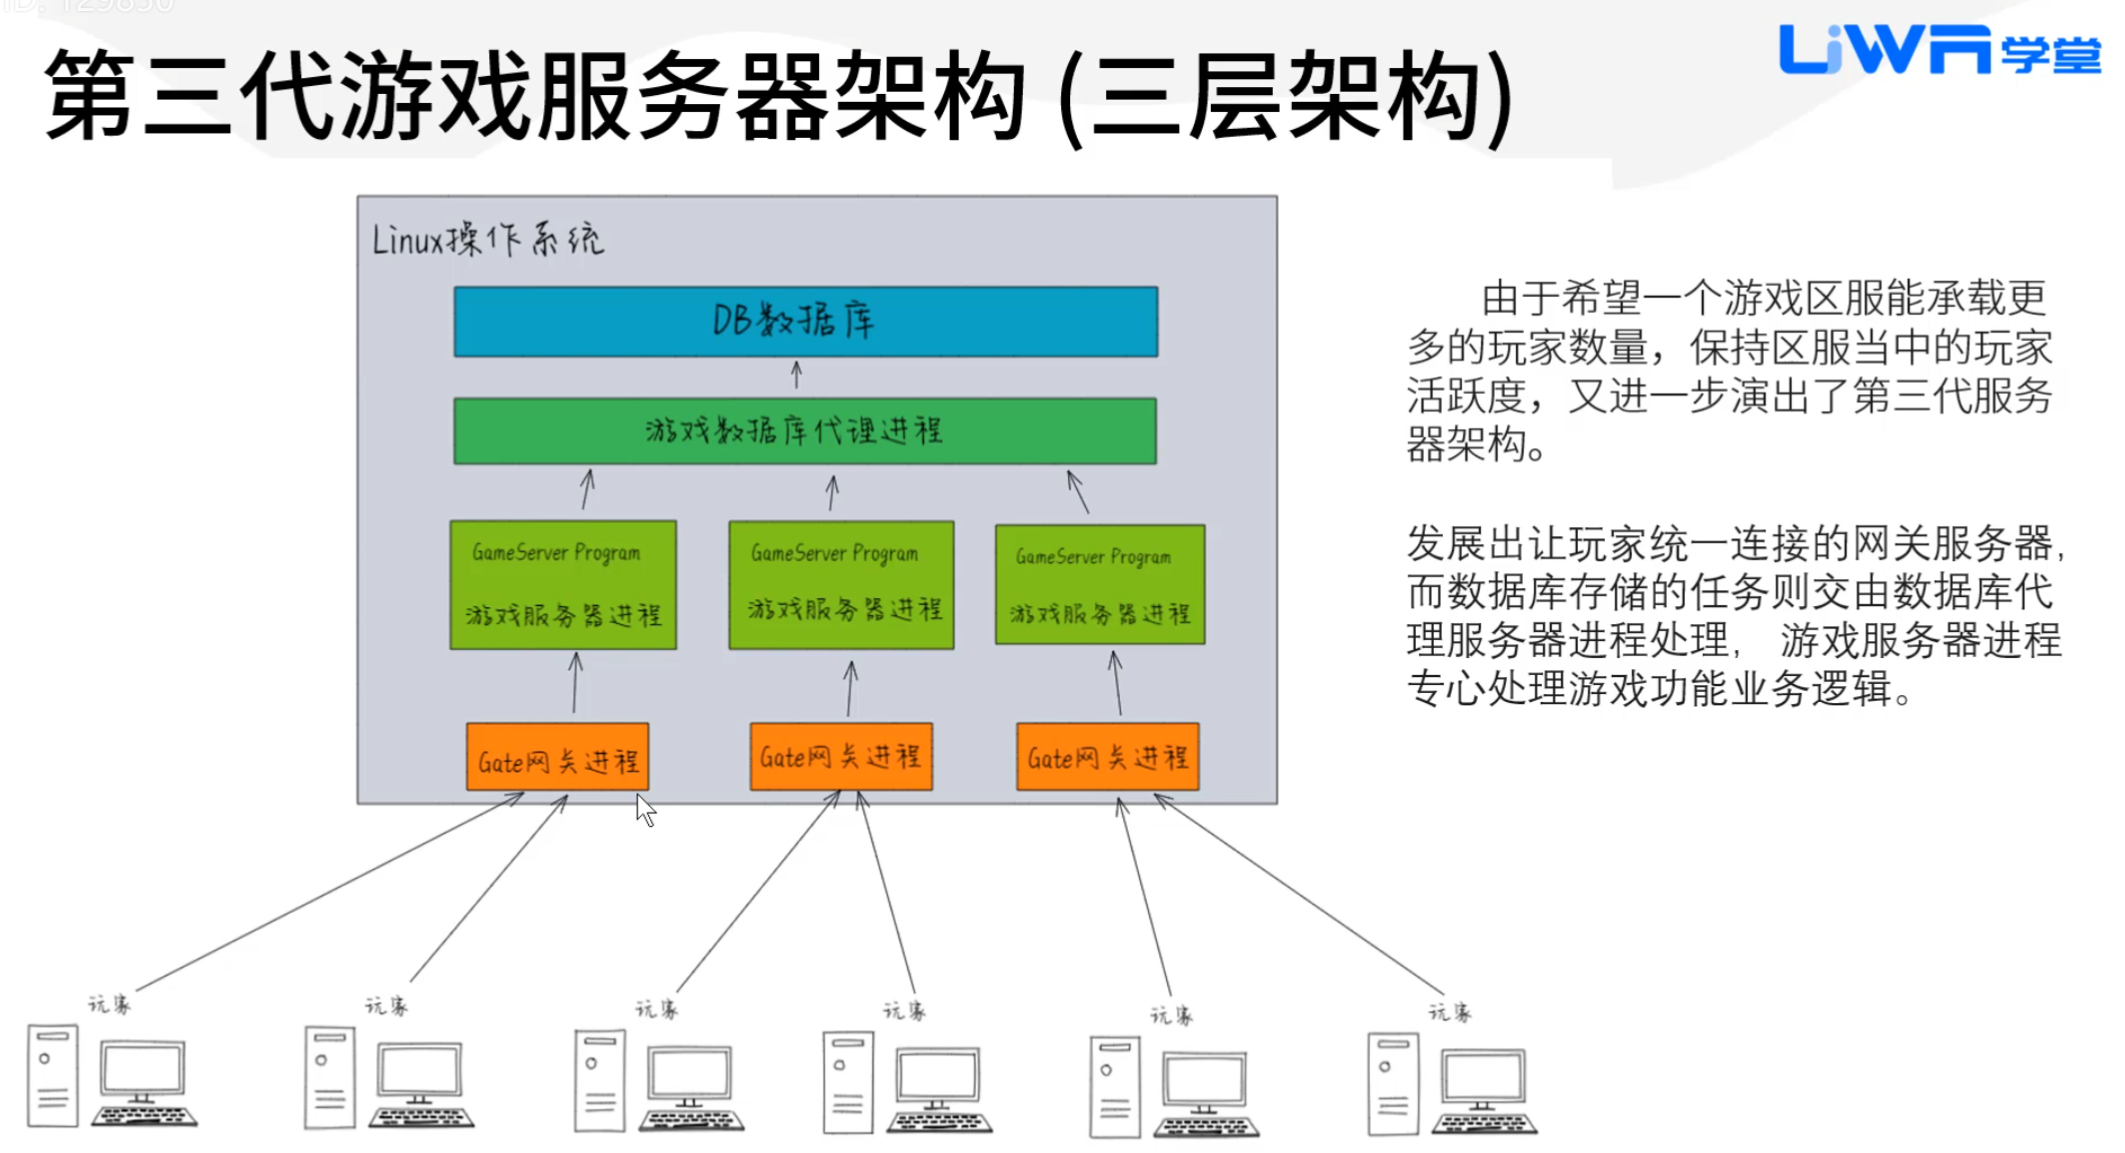 第三代游戏服务器架构 (三层架构)
LiWA学堂
Linux操作系统
DB数据库
游戏数据库代理进程
GameServer Program
游戏服务器进程
GameServer Program
游戏服务器进程
GameServer Program
游戏服务器进程
Gate网关进程
Gate网关进程
Gate网关进程
玩家
玩家
玩家
玩家
玩家
玩家
由于希望一个游戏区服能承载更
多的玩家数量，保持区服当中的玩家
活跃度，又进一步演出了第三代服务
器架构。
发展出让玩家统一连接的网关服务器,
而数据库存储的任务则交由数据库代
理服务器进程处理, 游戏服务器进程
专心处理游戏功能业务逻辑。